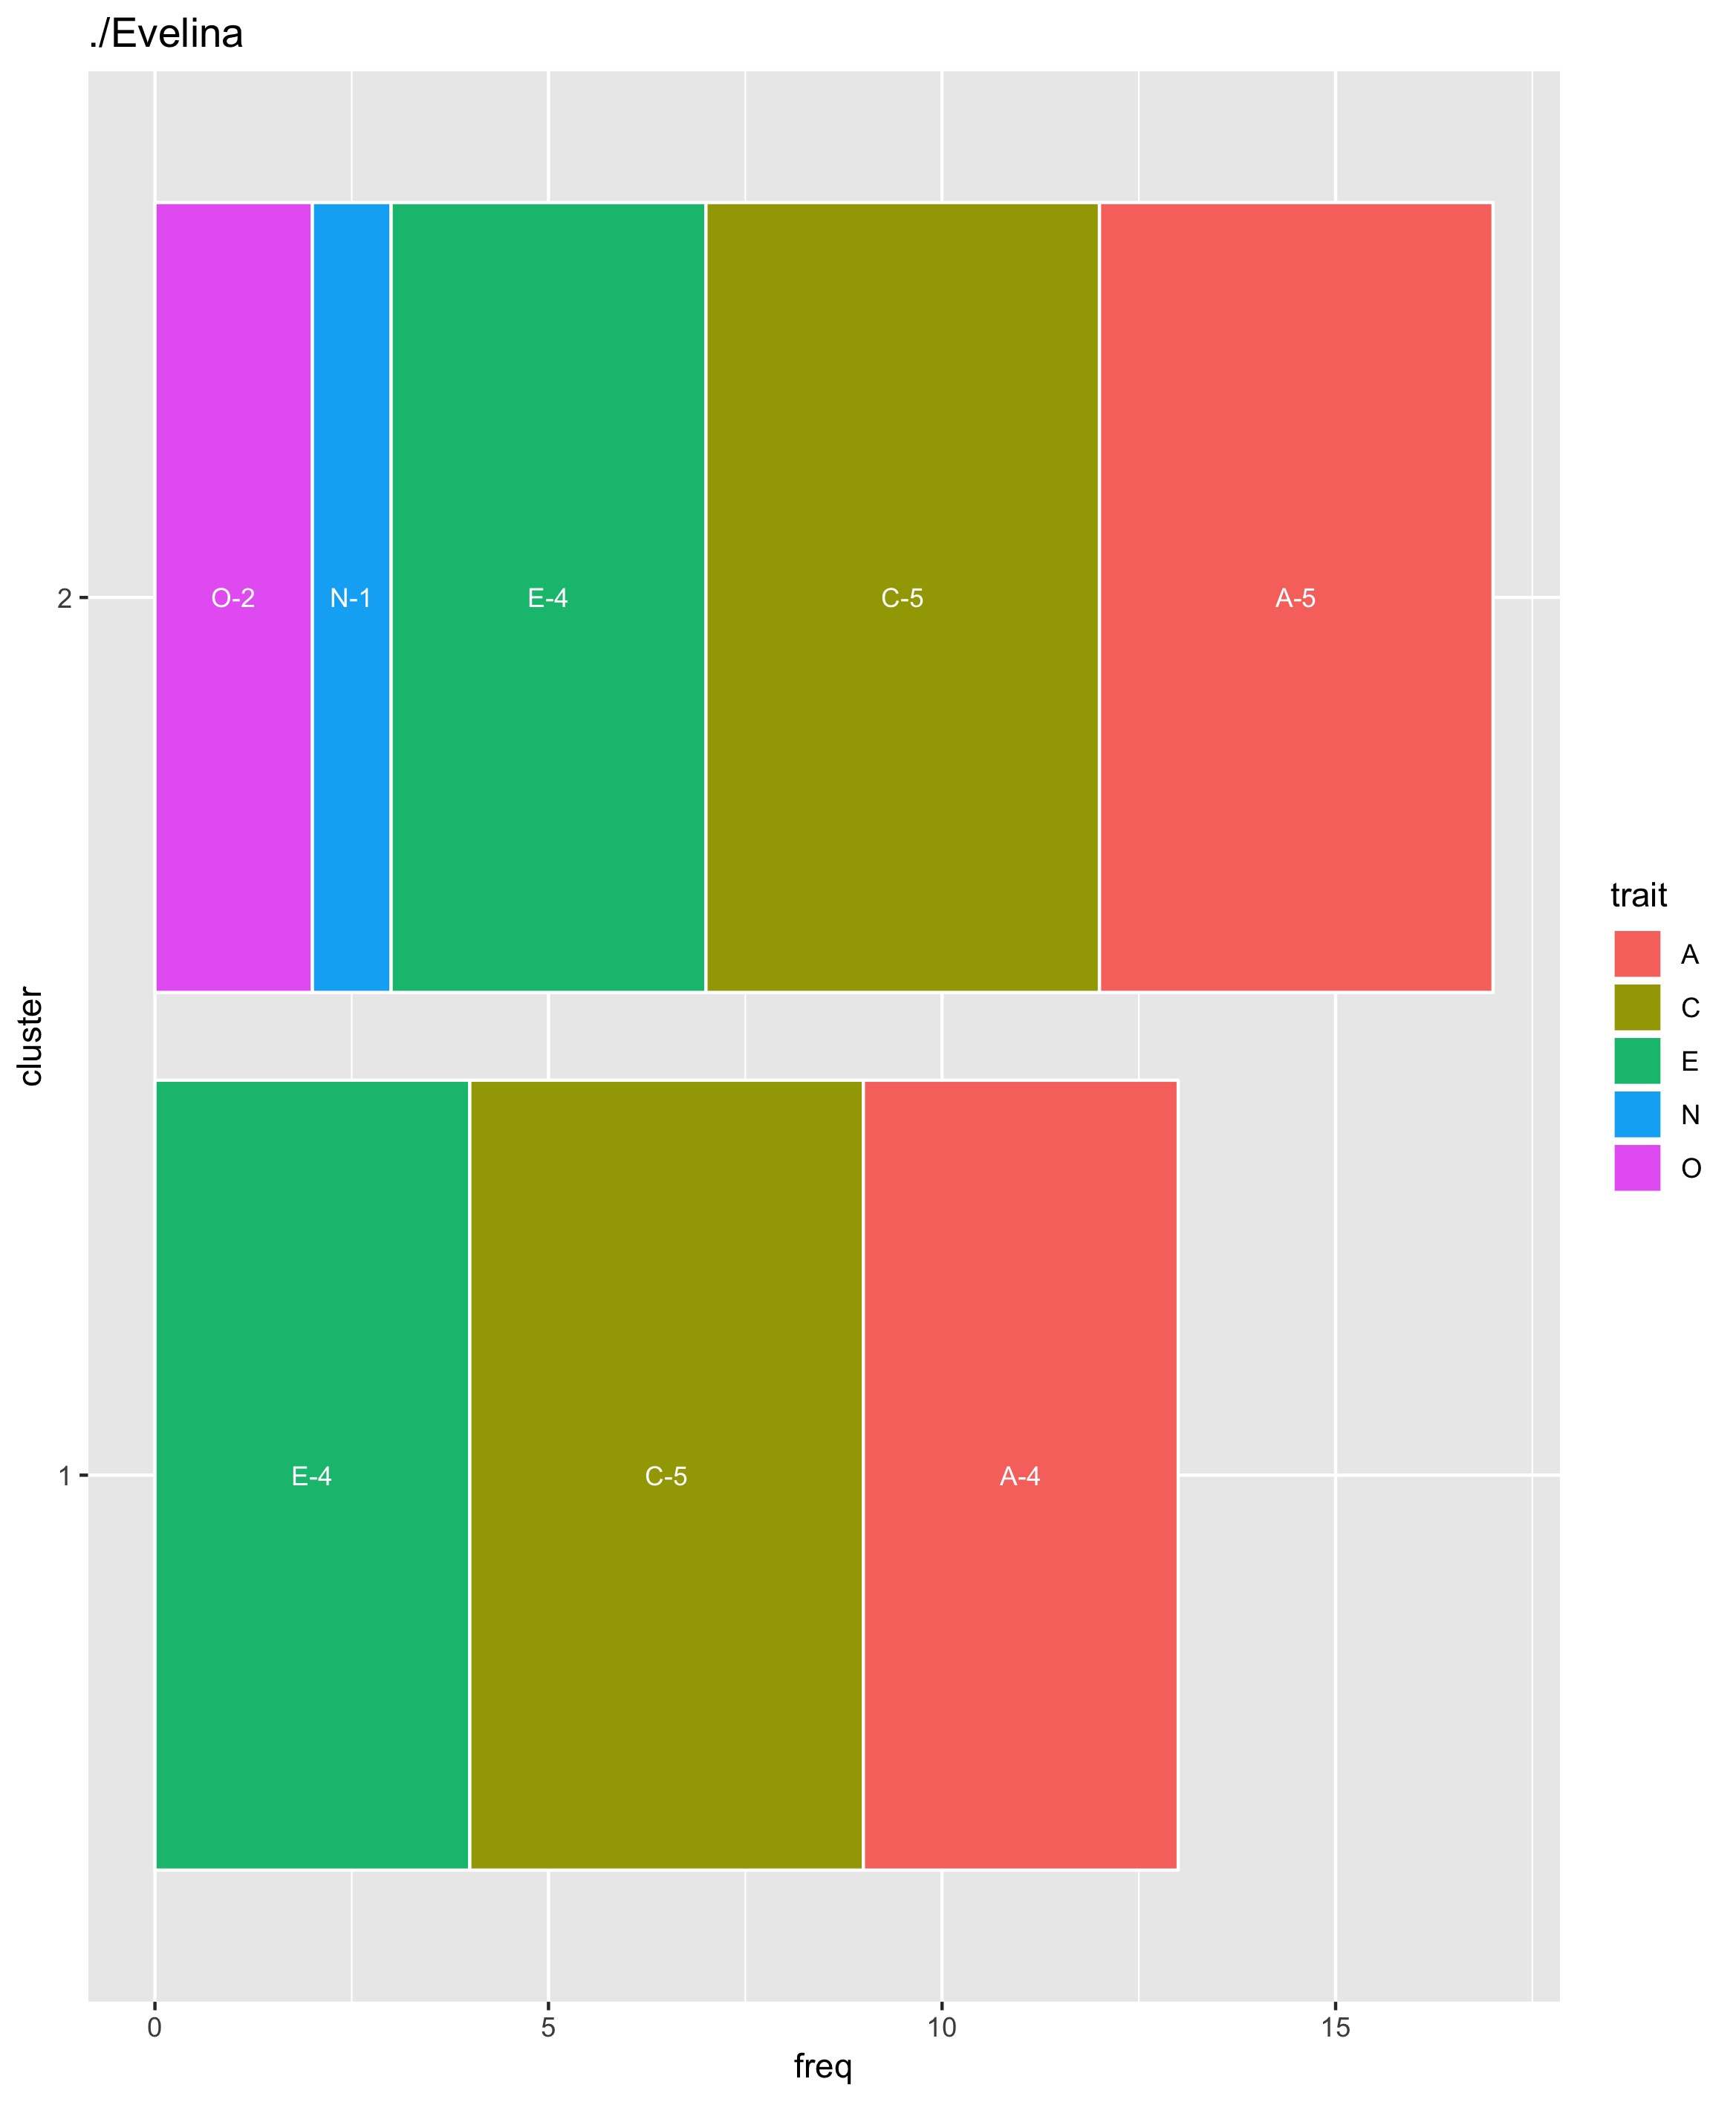 ./Evelina
cluster
2
O-2
N-1
E-4
C-5
A-5
1
E-4
C-5
A-4
0
5
10
15
freq
trait
A
C
E
N
O